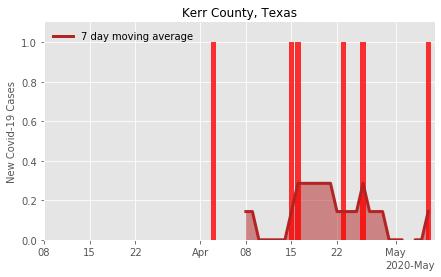 Kerr County, Texas
7 day moving average
New Covid-19 Cases
1.0
0.8
0.6
0.4
0.2
0.0
08 15 22 Apr 08 15 22 May
2020-May